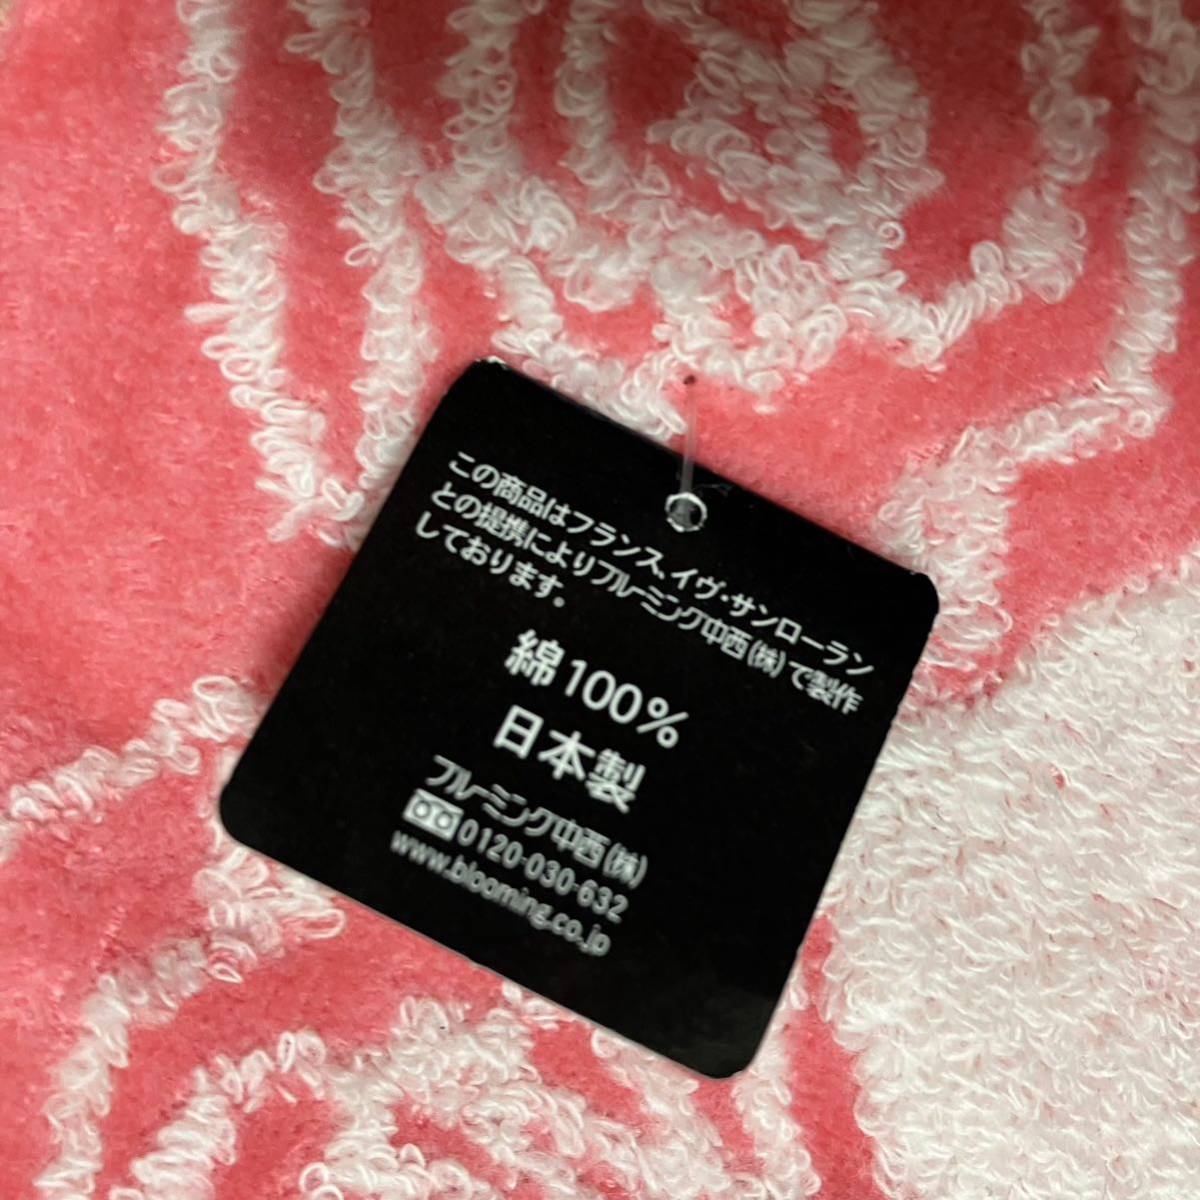 この商品はフランス、イヴ・サンローラン
との提携によりブルーミング中西(株)で製作
しております。
綿100%
日本製
ブルーミング中西(株)
0120-030-632
www.blooming.co.jp